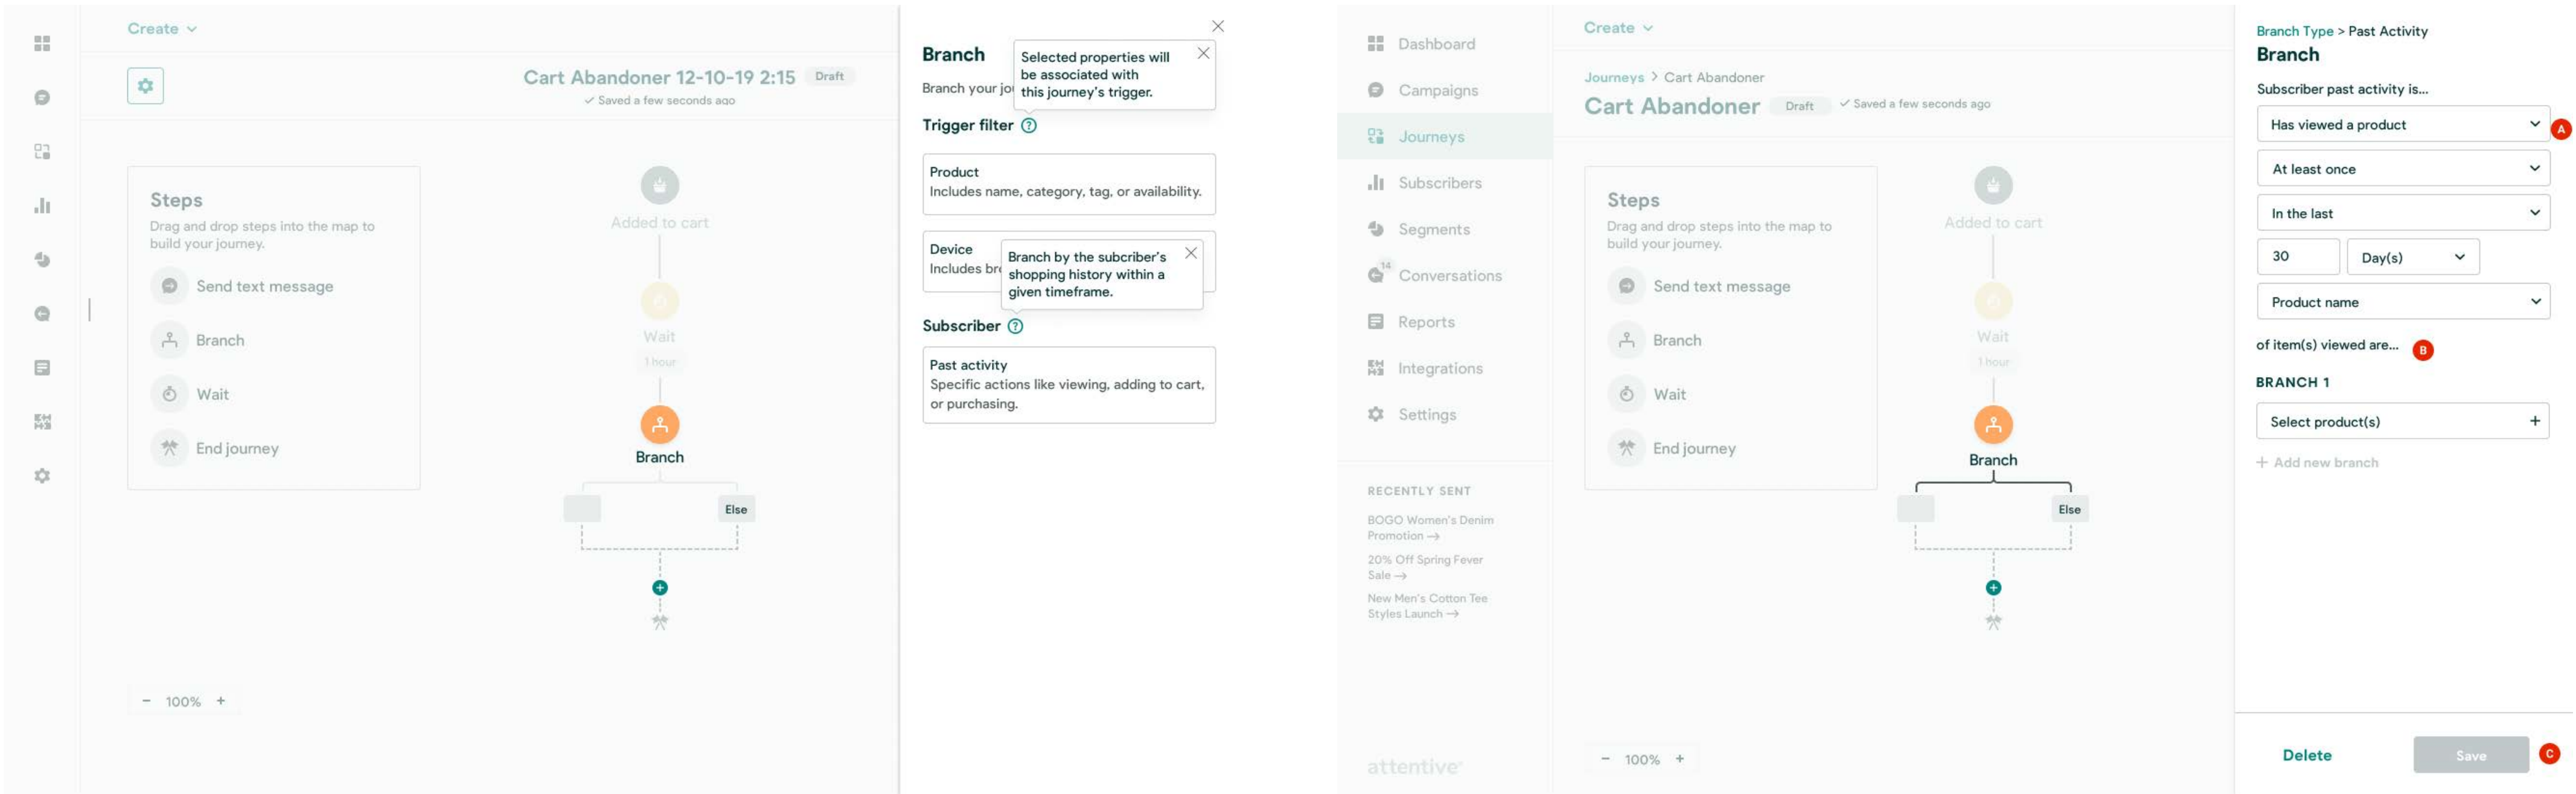 Create
Cart Abandoner 12-10-19 2:15 Draft
✓ Saved a few seconds ago
Steps
Drag and drop steps into the map to
build your journey.
Send text message
Branch
Wait
End journey
Added to cart
Wait
1 hour
Branch
Else
- 100% +
Branch
Branch your jo
Selected properties will
be associated with
this journey's trigger.
Trigger filter ?
Product
Includes name, category, tag, or availability.
Device
Includes bro
Branch by the subcriber's
shopping history within a
given timeframe.
Subscriber ?
Past activity
Specific actions like viewing, adding to cart,
or purchasing.
Dashboard
Campaigns
Journeys
Subscribers
Segments
14
Conversations
Reports
Integrations
Settings
RECENTLY SENT
BOGO Women's Denim
Promotion →
20% Off Spring Fever
Sale →
New Men's Cotton Tee
Styles Launch →
attentive
Create
Journeys > Cart Abandoner
Cart Abandoner Draft ✓ Saved a few seconds ago
Steps
Drag and drop steps into the map to
build your journey.
Send text message
Branch
Wait
End journey
Added to cart
Wait
1 hour
Branch
Else
- 100% +
Branch Type > Past Activity
Branch
Subscriber past activity is...
Has viewed a product
A
At least once
In the last
30 Day(s)
Product name
of item(s) viewed are... B
BRANCH 1
Select product(s) +
+ Add new branch
Delete Save C